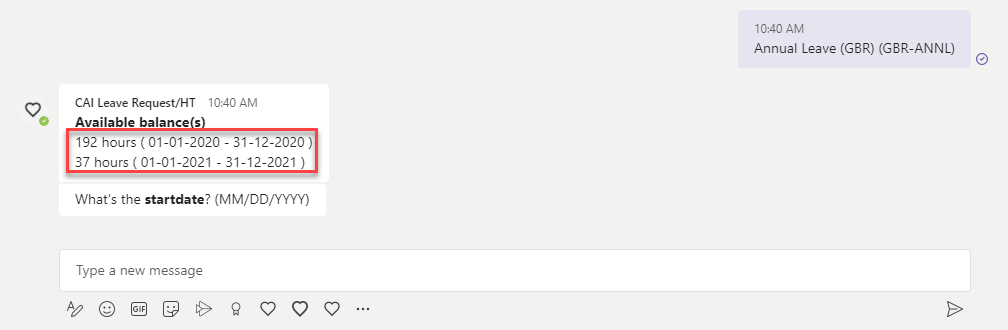 10:40 AM
Annual Leave (GBR) (GBR-ANNL)
CAI Leave Request/HT 10:40 AM
Available balance(s)
192 hours ( 01-01-2020 - 31-12-2020 )
37 hours ( 01-01-2021 - 31-12-2021 )
What's the startdate? (MM/DD/YYYY)
Type a new message
GIF